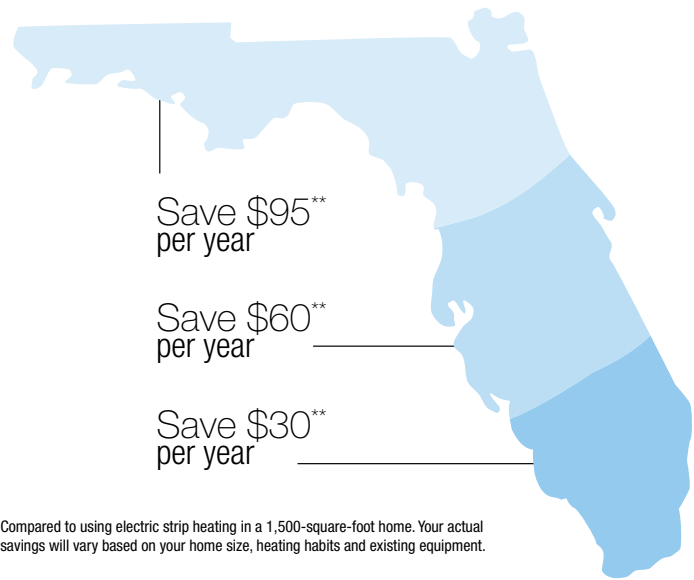 Save $95**
per year
Save $60**
per year
Save $30**
per year
Compared to using electric strip heating in a 1,500-square-foot home. Your actual
savings will vary based on your home size, heating habits and existing equipment.